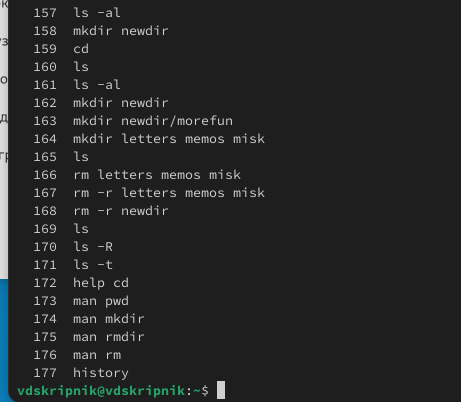 157 ls -al
158 mkdir newdir
159 cd
160 ls
161 ls -al
162 mkdir newdir
163 mkdir newdir/morefun
164 mkdir letters memos misk
165 ls
166 rm letters memos misk
167 rm -r letters memos misk
168 rm -r newdir
169 ls
170 ls -R
171 ls -t
172 help cd
173 man pwd
174 man mkdir
175 man rmdir
176 man rm
177 history
vdskripnik@vdskripnik:~$